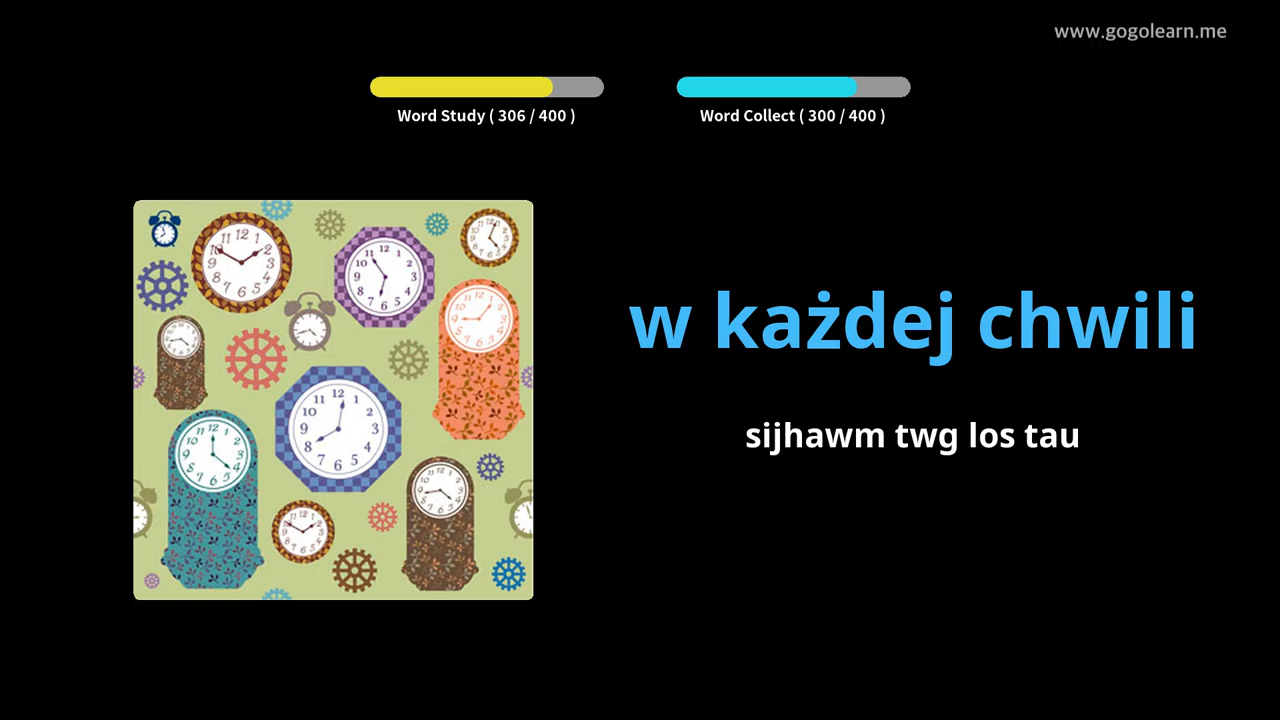 www.gogolearn.me
Word Study ( 306 / 400 )
Word Collect ( 300 / 400 )
w każdej chwili
sijhawm twg los tau